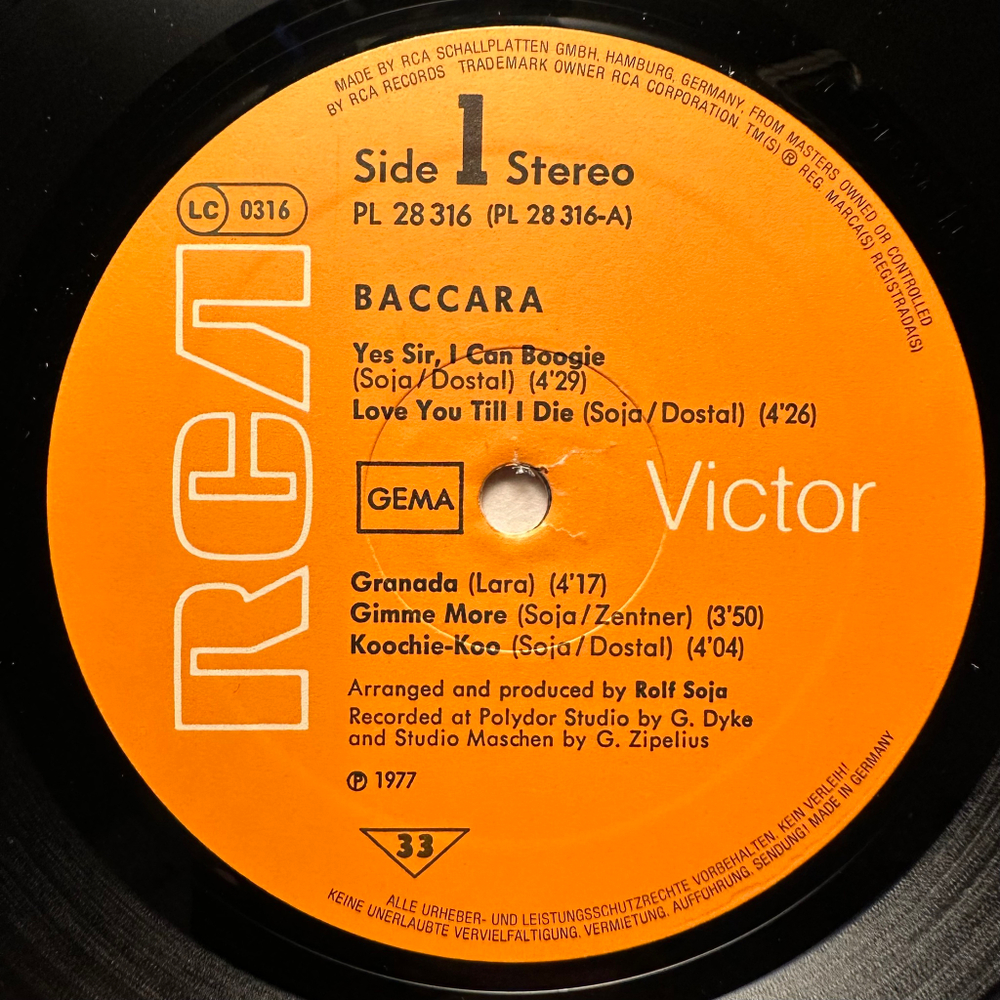 MADE BY RCA SCHALLPLATTEN GMBH, HAMBURG, GERMANY, FROM MASTERS OWNED OR CONTROLLED
BY RCA RECORDS TRADEMARK OWNER RCA CORPORATION. TM(S) ® REG. MARCA(S) REGISTRADA(S)
Side 1 Stereo
LC 0316
PL 28 316 (PL 28 316-A)
RCA
BACCARA
Yes Sir, I Can Boogie
(Soja/Dostal) (4'29)
Love You Till I Die (Soja/Dostal) (4'26)
GEMA
Victor
Granada (Lara) (4'17)
Gimme More (Soja/Zentner) (3'50)
Koochie-Koo (Soja/Dostal) (4'04)
Arranged and produced by Rolf Soja
Recorded at Polydor Studio by G. Dyke
and Studio Maschen by G. Zipelius
℗ 1977
33
ALLE URHEBER- UND LEISTUNGSSCHUTZRECHTE VORBEHALTEN. KEIN VERLEIH!
KEINE UNERLAUBTE VERVIELFALTIGUNG, VERMIETUNG, AUFFÜHRUNG, SENDUNG! MADE IN GERMANY